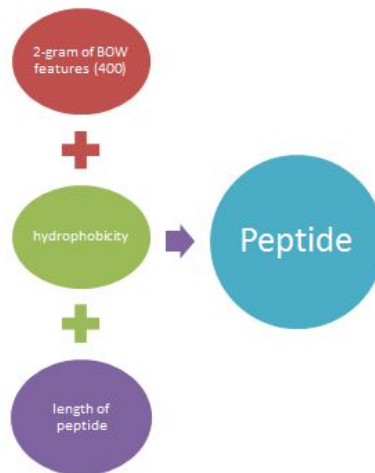 2-gram of BOW
features (400)
hydrophobicity
length of
peptide
Peptide